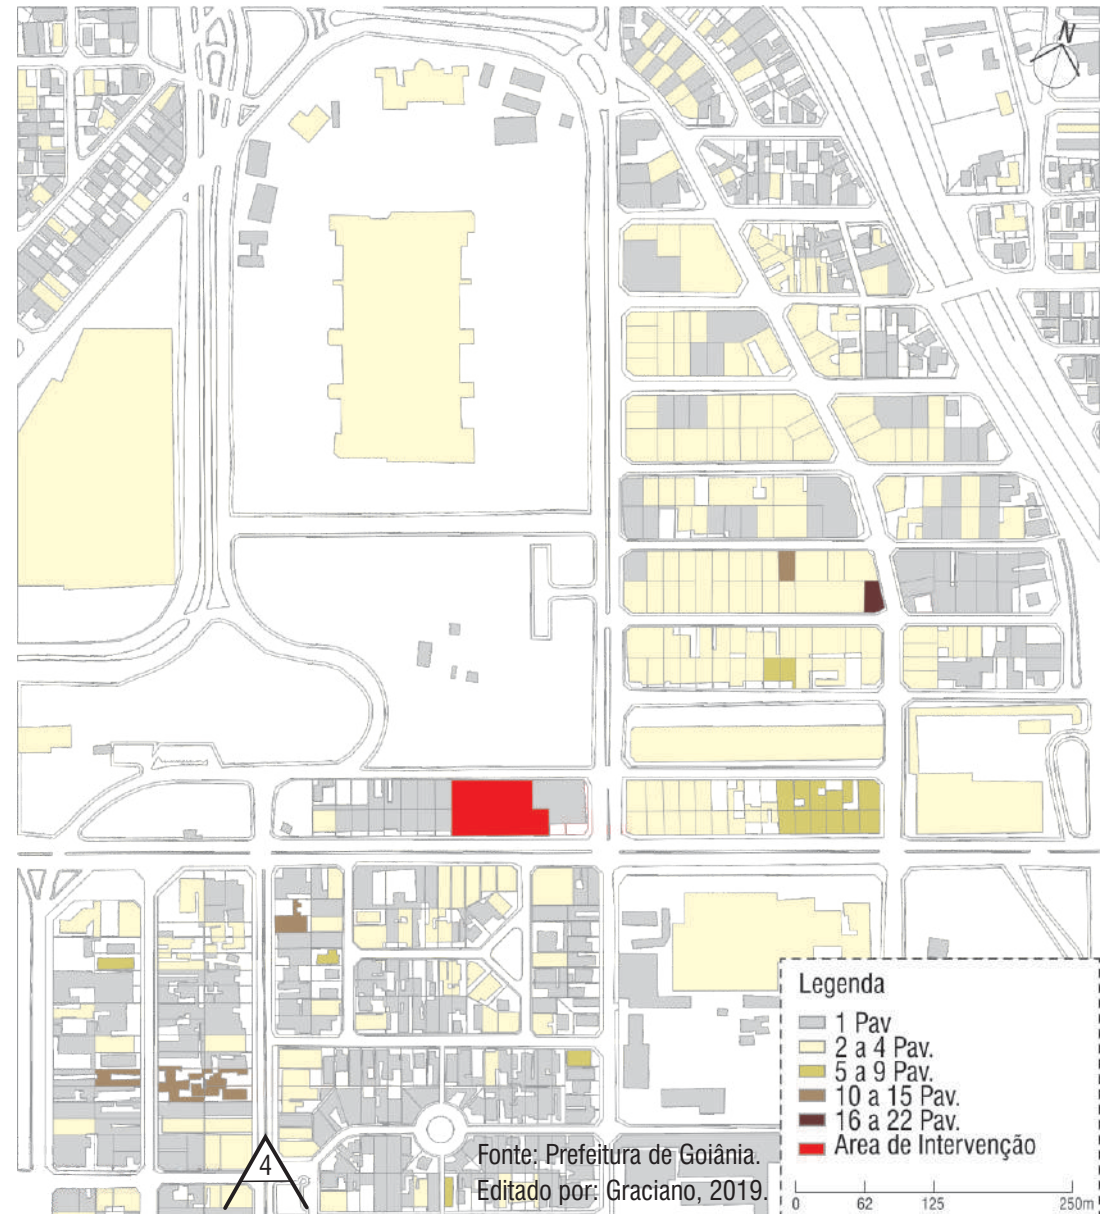 N
Legenda
1 Pav
2 a 4 Pav.
5 a 9 Pav.
10 a 15 Pav.
16 a 22 Pav.
Area de Intervenção
4
Fonte: Prefeitura de Goiânia.
Editado por: Graciano, 2019.
0 62 125 250m